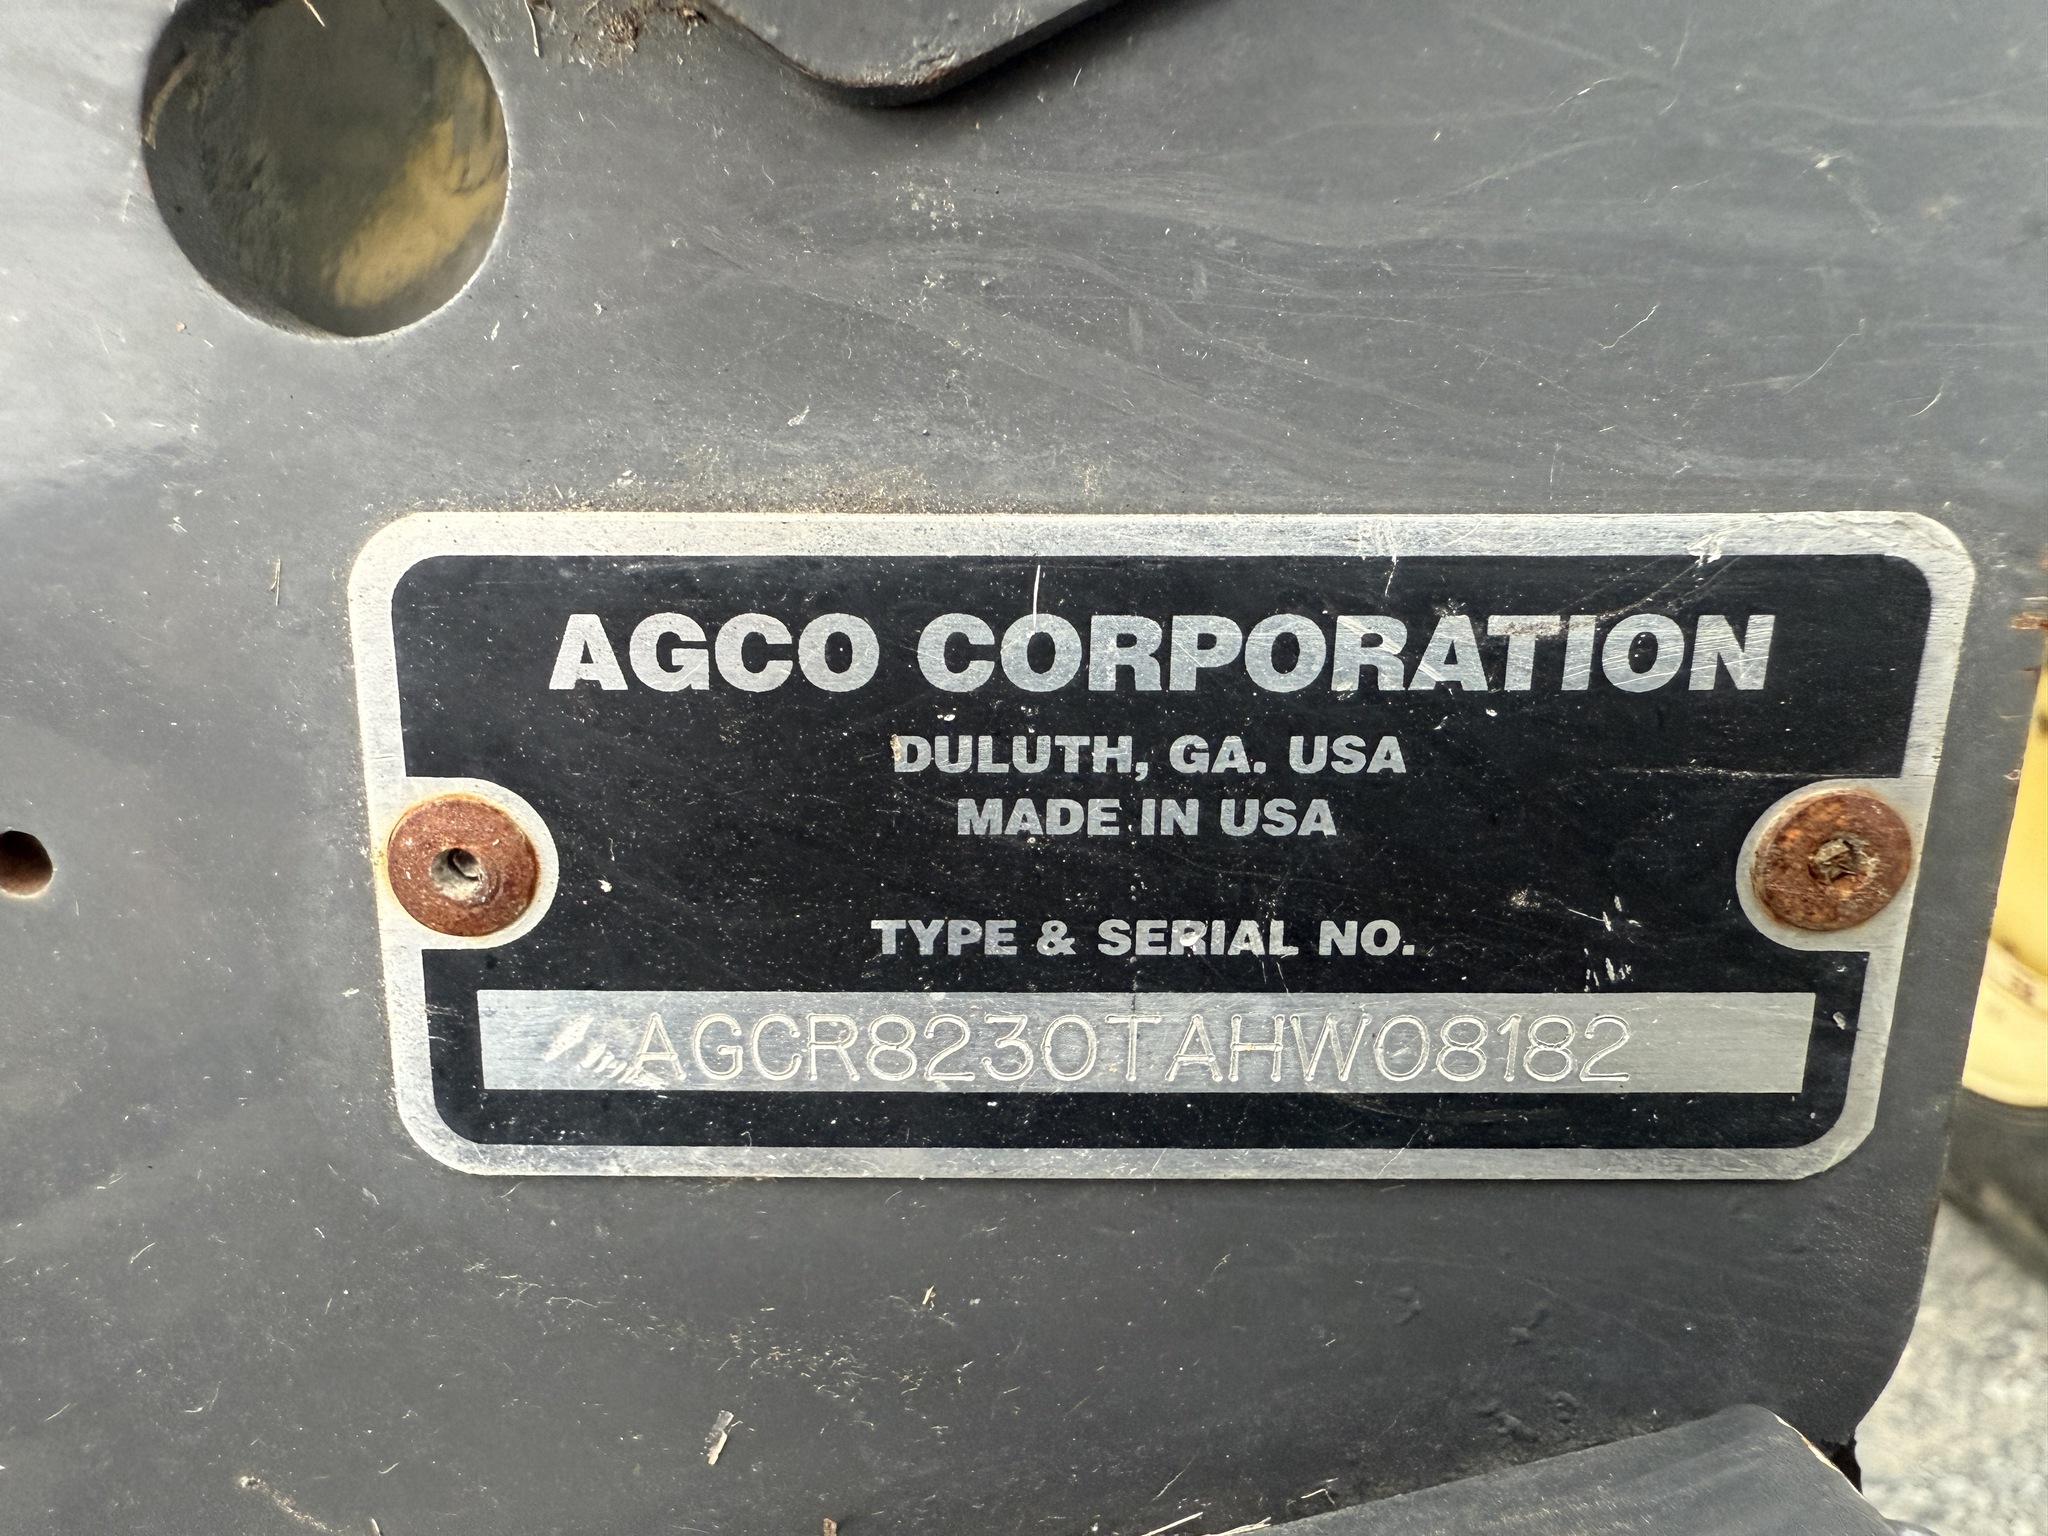 AGCO CORPORATION
DULUTH, GA. USA
MADE IN USA
TYPE & SERIAL NO.
AGCR8230TAHW08182